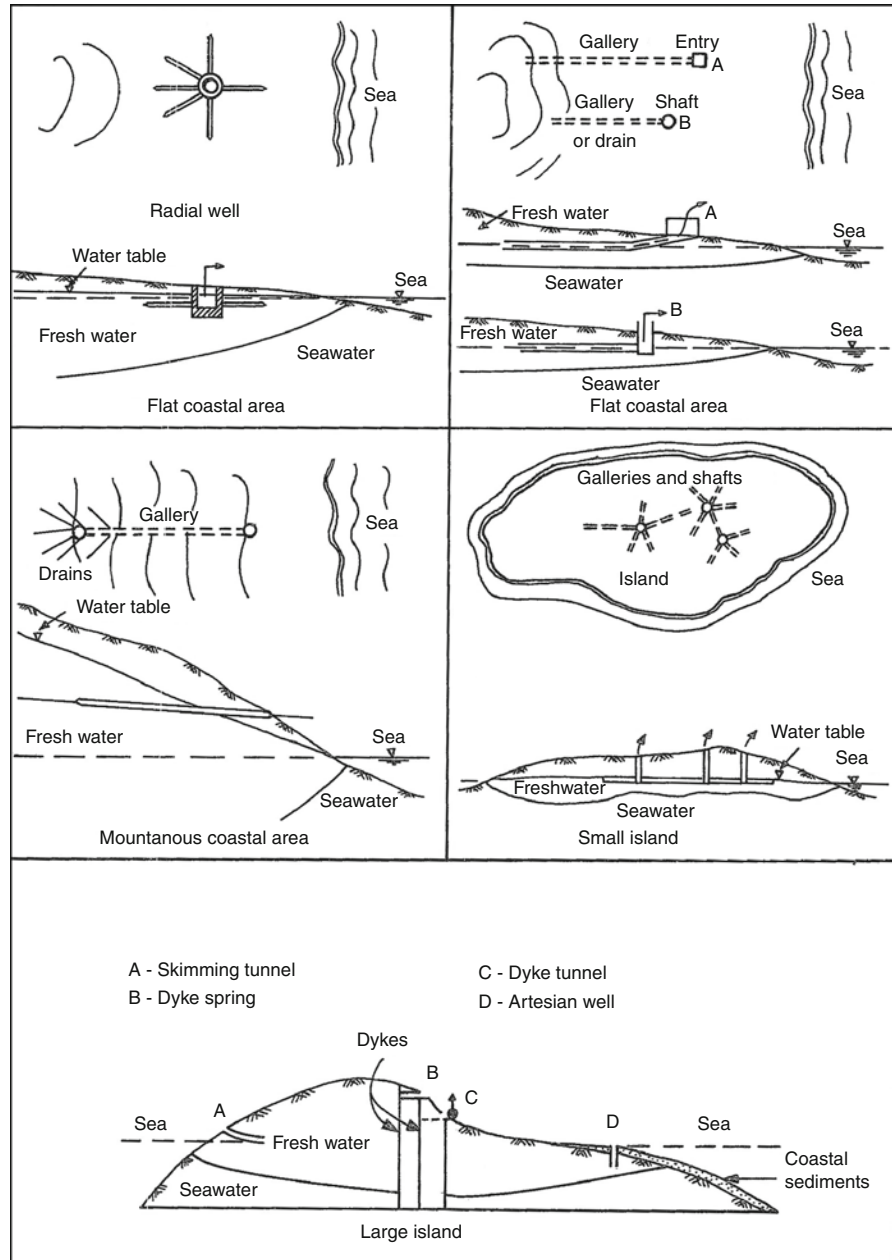 Sea
Radial well
Water table
Sea
Fresh water
Seawater
Flat coastal area
Gallery
Entry
A
Gallery
Shaft
B
or drain
Sea
Fresh water
A
Sea
Seawater
B
Fresh water
Sea
Seawater
Flat coastal area
Gallery
Sea
Drains
Water table
Fresh water
Sea
Seawater
Mountanous coastal area
Galleries and shafts
Island
Sea
Water table
Sea
Freshwater
Seawater
Small island
A - Skimming tunnel
B - Dyke spring
C - Dyke tunnel
D - Artesian well
Dykes
B
C
A
D
Sea
Sea
Fresh water
Coastal
sediments
Seawater
Large island